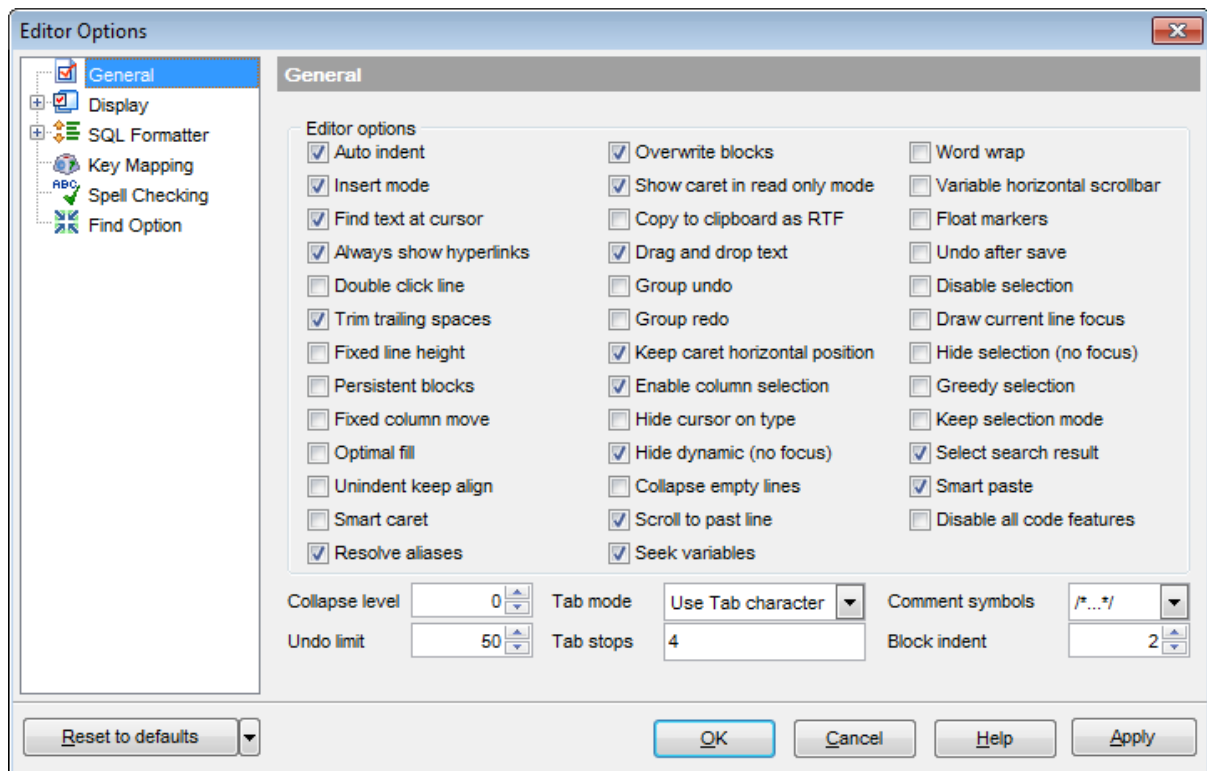 Editor Options
General
Display
SQL Formatter
Key Mapping
ABC
Spell Checking
Find Option
General
Editor options
Auto indent Overwrite blocks Word wrap
Insert mode Show caret in read only mode Variable horizontal scrollbar
Find text at cursor Copy to clipboard as RTF Float markers
Always show hyperlinks Drag and drop text Undo after save
Double click line Group undo Disable selection
Trim trailing spaces Group redo Draw current line focus
Fixed line height Keep caret horizontal position Hide selection (no focus)
Persistent blocks Enable column selection Greedy selection
Fixed column move Hide cursor on type Keep selection mode
Optimal fill Hide dynamic (no focus) Select search result
Unindent keep align Collapse empty lines Smart paste
Smart caret Scroll to past line Disable all code features
Resolve aliases Seek variables
Collapse level 0 Tab mode Use Tab character Comment symbols /*...*/
Undo limit 50 Tab stops 4 Block indent 2
Reset to defaults OK Cancel Help Apply